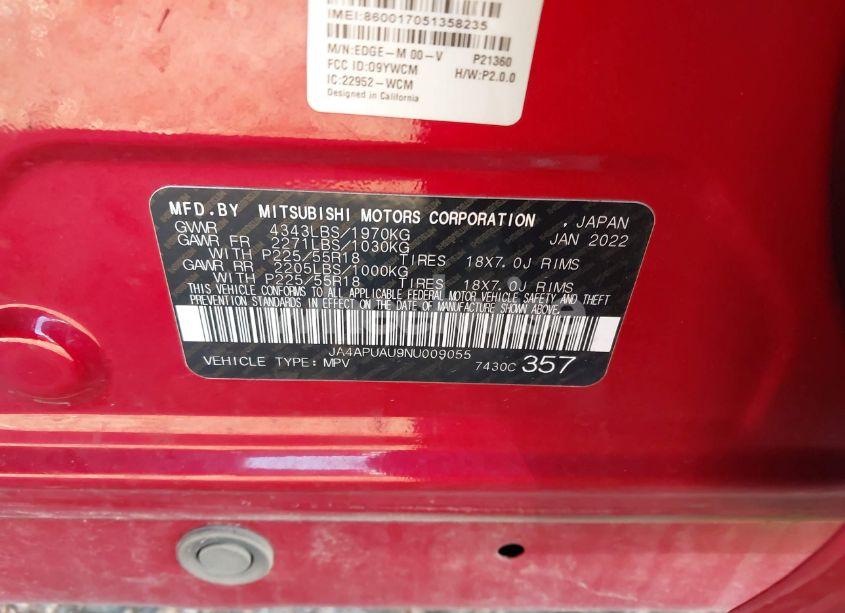 IMEI:860017051358235
M/N:EDGE-M 00-V P21360
FCC ID:O9YWCM H/W:P2.0.0
IC:22952-WCM
Designed in California
MFD.BY MITSUBISHI MOTORS CORPORATION , JAPAN
GVWR 4343LBS/1970KG JAN 2022
GAWR FR 2271LBS/1030KG
WITH P225/55R18 TIRES 18X7.0J RIMS
GAWR RR 2205LBS/1000KG
WITH P225/55R18 TIRES 18X7.0J RIMS
THIS VEHICLE CONFORMS TO ALL APPLICABLE FEDERAL MOTOR VEHICLE SAFETY AND THEFT
PREVENTION STANDARDS IN EFFECT ON THE DATE OF MANUFACTURE SHOWN ABOVE.
JA4APUAU9NU009055
VEHICLE TYPE: MPV 7430C 357